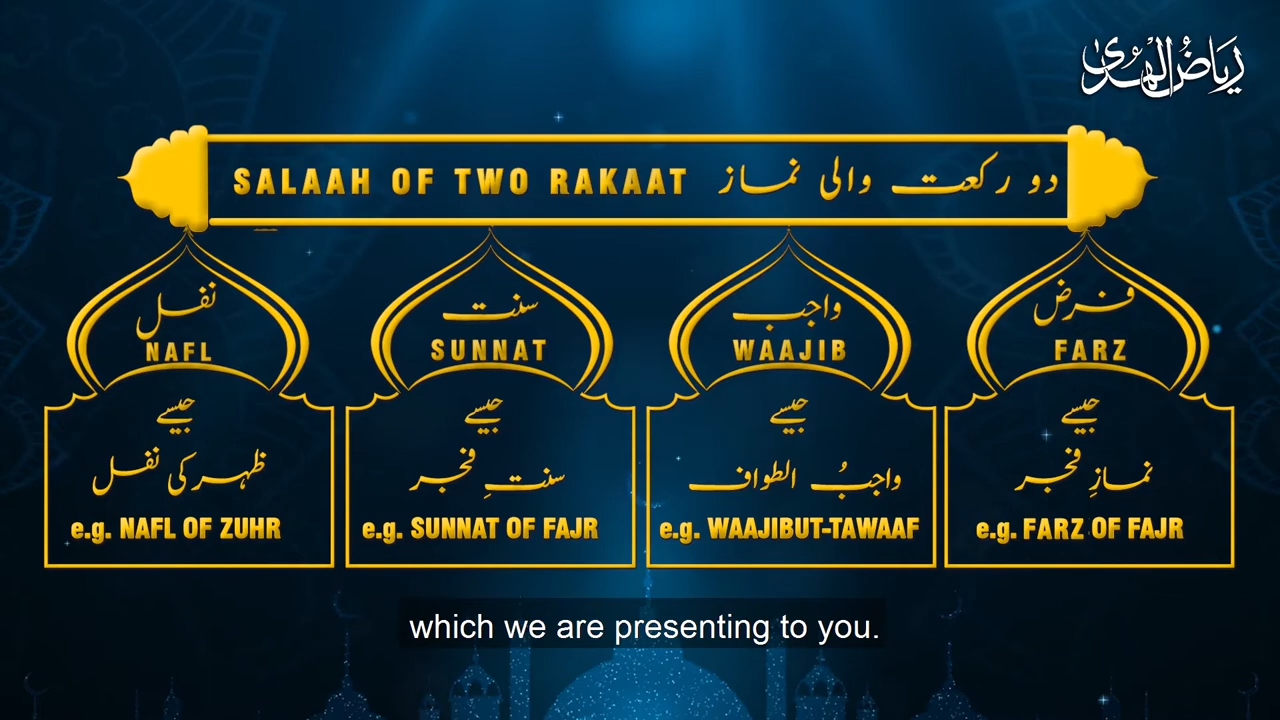 رِیَاضُ الْھُدیٰ
SALAAH OF TWO RAKAAT دو رکعت والی نماز
نفل
NAFL
جیسے
ظہر کی نفل
e.g. NAFL OF ZUHR
سنت
SUNNAT
جیسے
سنتِ فجر
e.g. SUNNAT OF FAJR
واجب
WAAJIB
جیسے
واجبُ الطواف
e.g. WAAJIBUT-TAWAAF
فرض
FARZ
جیسے
نمازِ فجر
e.g. FARZ OF FAJR
which we are presenting to you.